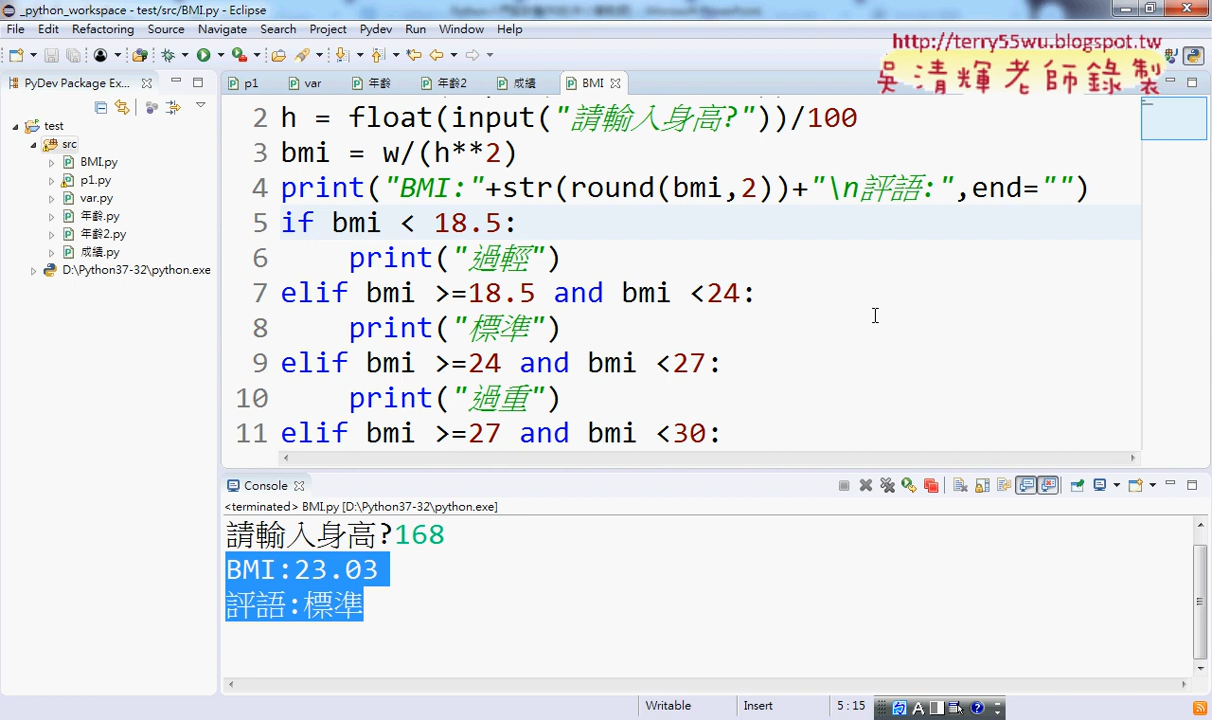 _python_workspace - test/src/BMI.py - Eclipse
File Edit Refactoring Source Navigate Search Project Pydev Run Window Help
http://terry55wu.blogspot.tw
吳清輝老師錄製
PyDev Package Ex...
p1 var 年齡 年齡2 成績 BMI
test
src
BMI.py
p1.py
var.py
年齡.py
年齡2.py
成績.py
D:\Python37-32\python.exe
2 h = float(input("請輸入身高?"))/100
3 bmi = w/(h**2)
4 print("BMI:"+str(round(bmi,2))+"\n評語:",end="")
5 if bmi < 18.5:
6 print("過輕")
7 elif bmi >=18.5 and bmi <24:
8 print("標準")
9 elif bmi >=24 and bmi <27:
10 print("過重")
11 elif bmi >=27 and bmi <30:
Console
<terminated> BMI.py [D:\Python37-32\python.exe]
請輸入身高?168
BMI:23.03
評語:標準
Writable Insert 5:15